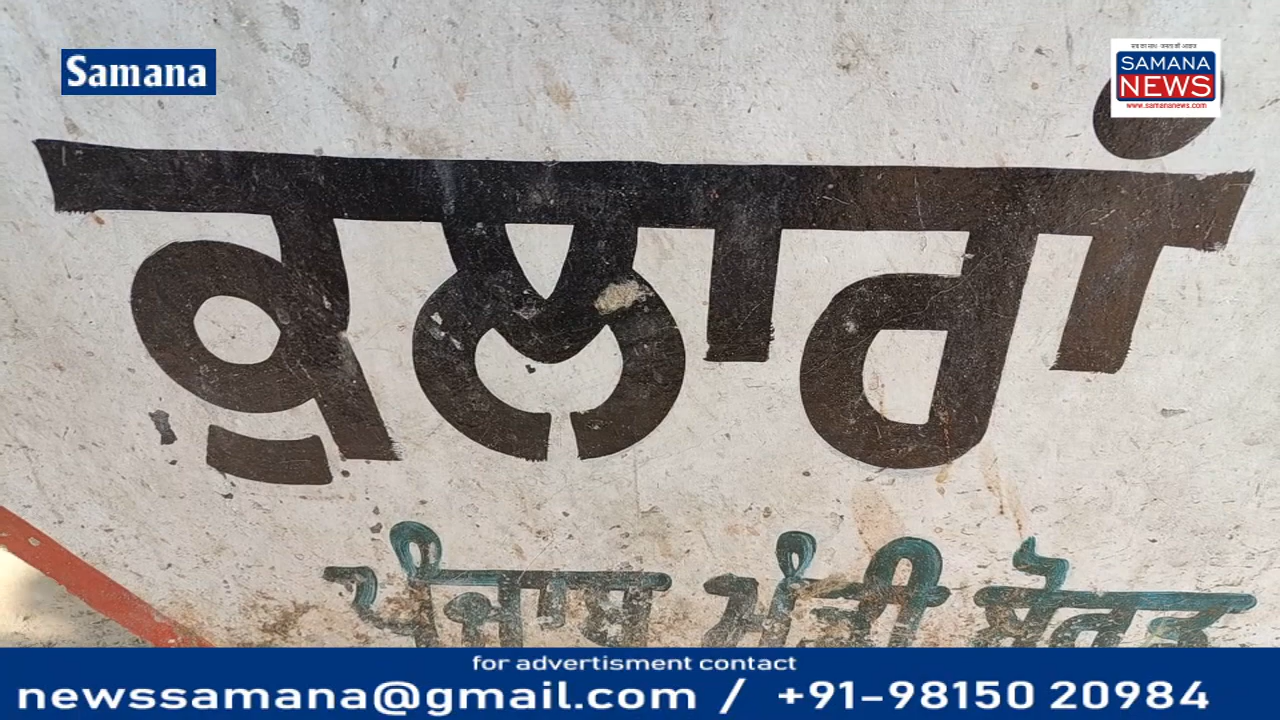 Samana
SAMANA
NEWS
www.samananews.com
ਕੁਲਾਰਾਂ
ਪੰਜਾਬ ਮੰਡੀ ਬੋਰਡ
for advertisment contact
newssamana@gmail.com / +91-98150 20984